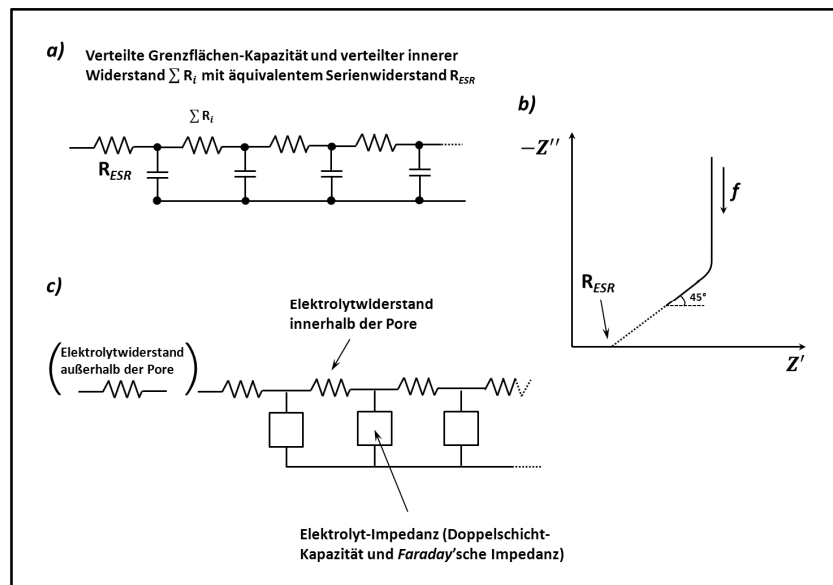 a) Verteilte Grenzflächen-Kapazität und verteilter innerer
Widerstand ∑ Rᵢ mit äquivalentem Serienwiderstand R_ESR
∑ Rᵢ
R_ESR
b)
−Z′′
f
R_ESR
45°
Z′
c)
Elektrolytwiderstand
innerhalb der Pore
(Elektrolytwiderstand
außerhalb der Pore)
Elektrolyt-Impedanz (Doppelschicht-
Kapazität und Faraday’sche Impedanz)